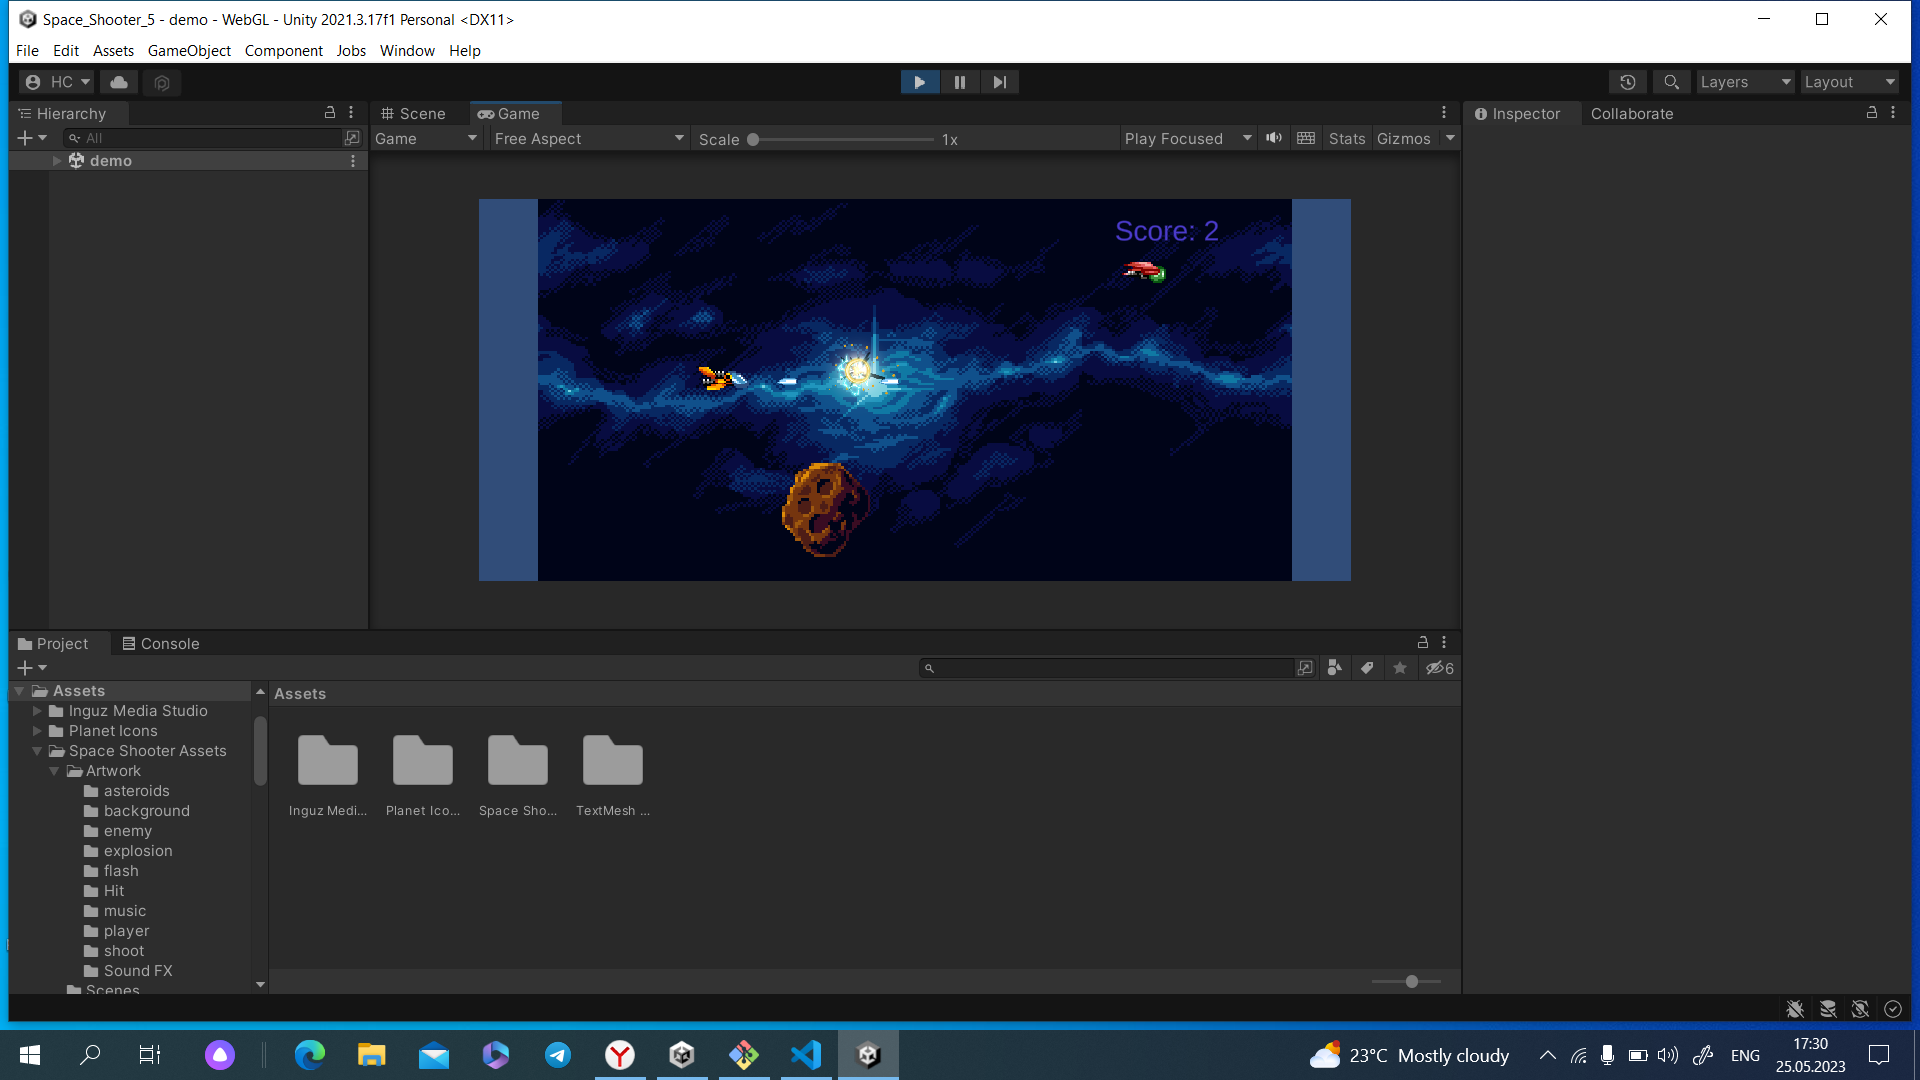 Space_Shooter_5 - demo - WebGL - Unity 2021.3.17f1 Personal <DX11>
File Edit Assets GameObject Component Jobs Window Help
HC
Layers
Layout
Hierarchy
Scene
Game
Inspector
Collaborate
All
Game
Free Aspect
Scale
1x
Play Focused
Stats
Gizmos
demo
Score: 2
Project
Console
6
Assets
Inguz Media Studio
Planet Icons
Space Shooter Assets
Artwork
asteroids
background
enemy
explosion
flash
Hit
music
player
shoot
Sound FX
Scenes
Assets
Inguz Medi...
Planet Ico...
Space Sho...
TextMesh ...
23°C Mostly cloudy
ENG
17:30
25.05.2023